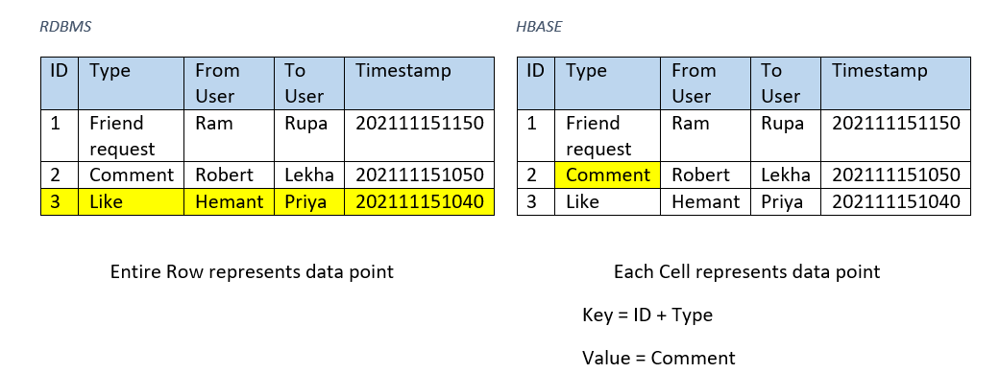 RDBMS
ID Type From User To User Timestamp
1 Friend request Ram Rupa 202111151150
2 Comment Robert Lekha 202111151050
3 Like Hemant Priya 202111151040
Entire Row represents data point
HBASE
ID Type From User To User Timestamp
1 Friend request Ram Rupa 202111151150
2 Comment Robert Lekha 202111151050
3 Like Hemant Priya 202111151040
Each Cell represents data point
Key = ID + Type
Value = Comment